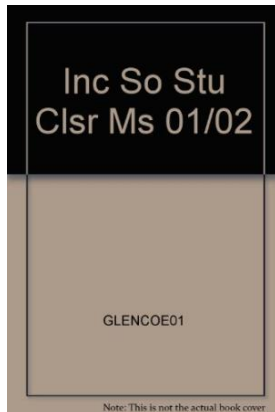 Inc So Stu
Clsr Ms 01/02
GLENCOE01
Note: This is not the actual book cover